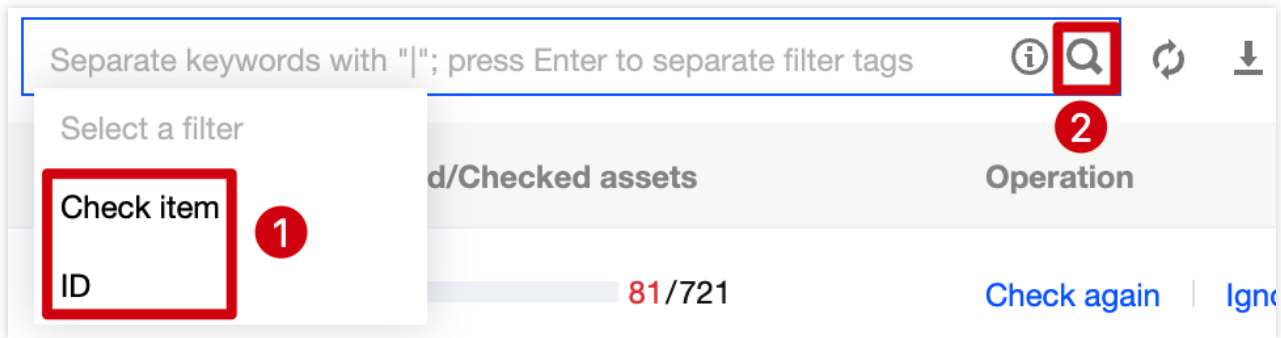 Separate keywords with "|"; press Enter to separate filter tags
2
Select a filter
d/Checked assets
Operation
Check item
1
ID
81/721
Check again
Igno